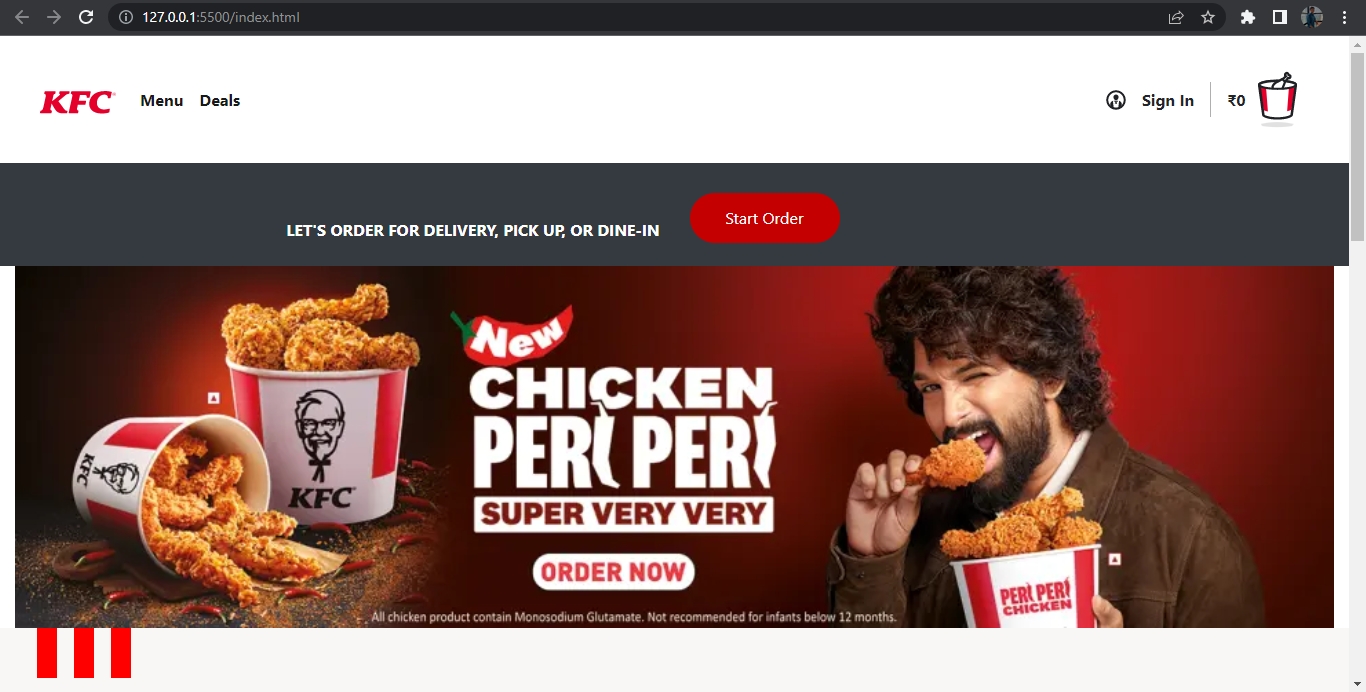 127.0.0.1:5500/index.html
KFC Menu Deals Sign In ₹0
LET'S ORDER FOR DELIVERY, PICK UP, OR DINE-IN Start Order
New
CHICKEN
PERI PERI
SUPER VERY VERY
ORDER NOW
All chicken product contain Monosodium Glutamate. Not recommended for infants below 12 months.
KFC
KFC
PERI PERI
CHICKEN